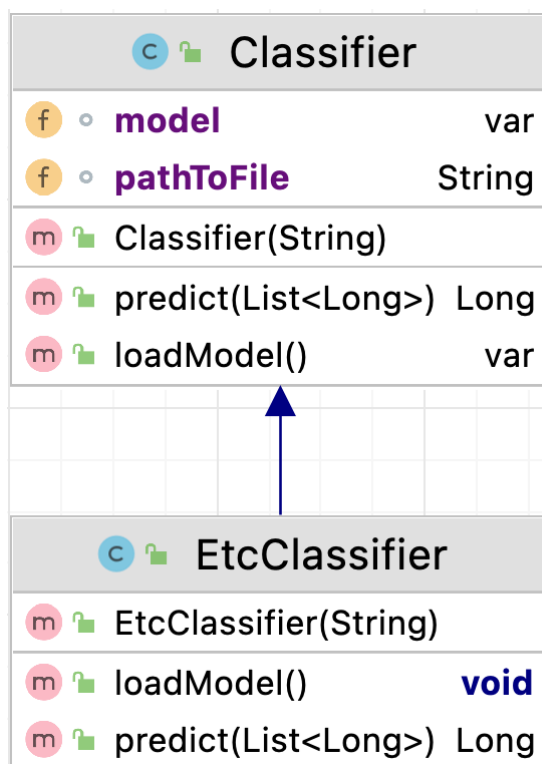 C Classifier
f model var
f pathToFile String
m Classifier(String)
m predict(List<Long>) Long
m loadModel() var
C EtcClassifier
m EtcClassifier(String)
m loadModel() void
m predict(List<Long>) Long